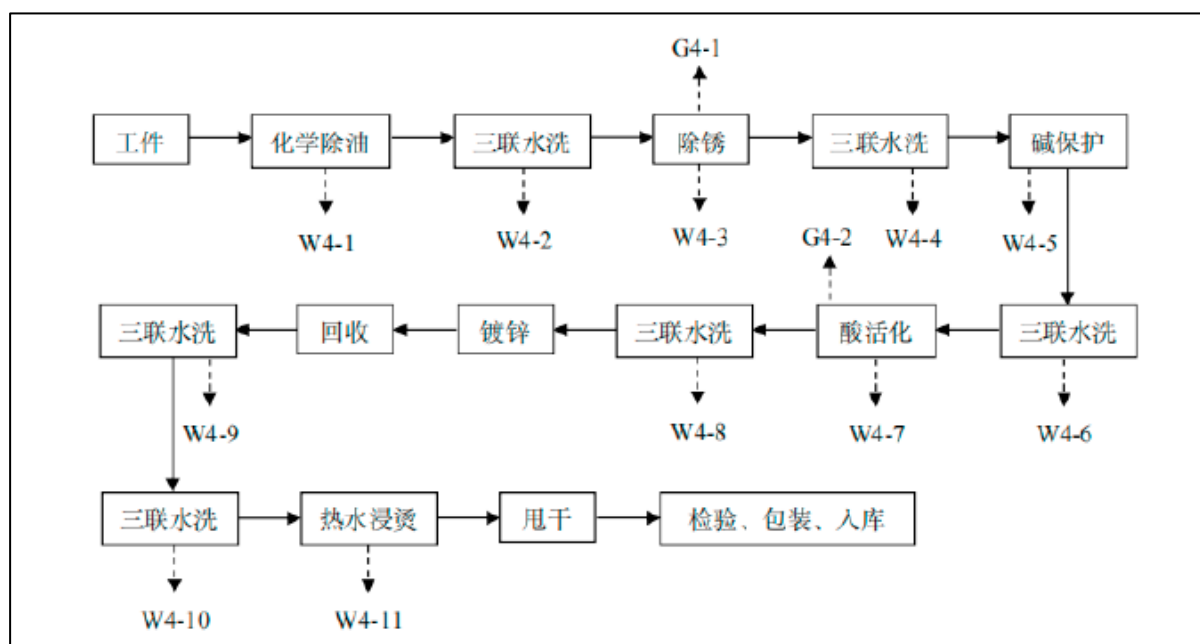 G4-1
工件
化学除油
三联水洗
除锈
三联水洗
碱保护
W4-1
W4-2
W4-3
G4-2
W4-4
W4-5
三联水洗
回收
镀锌
三联水洗
酸活化
三联水洗
W4-9
W4-8
W4-7
W4-6
三联水洗
热水浸烫
甩干
检验、包装、入库
W4-10
W4-11